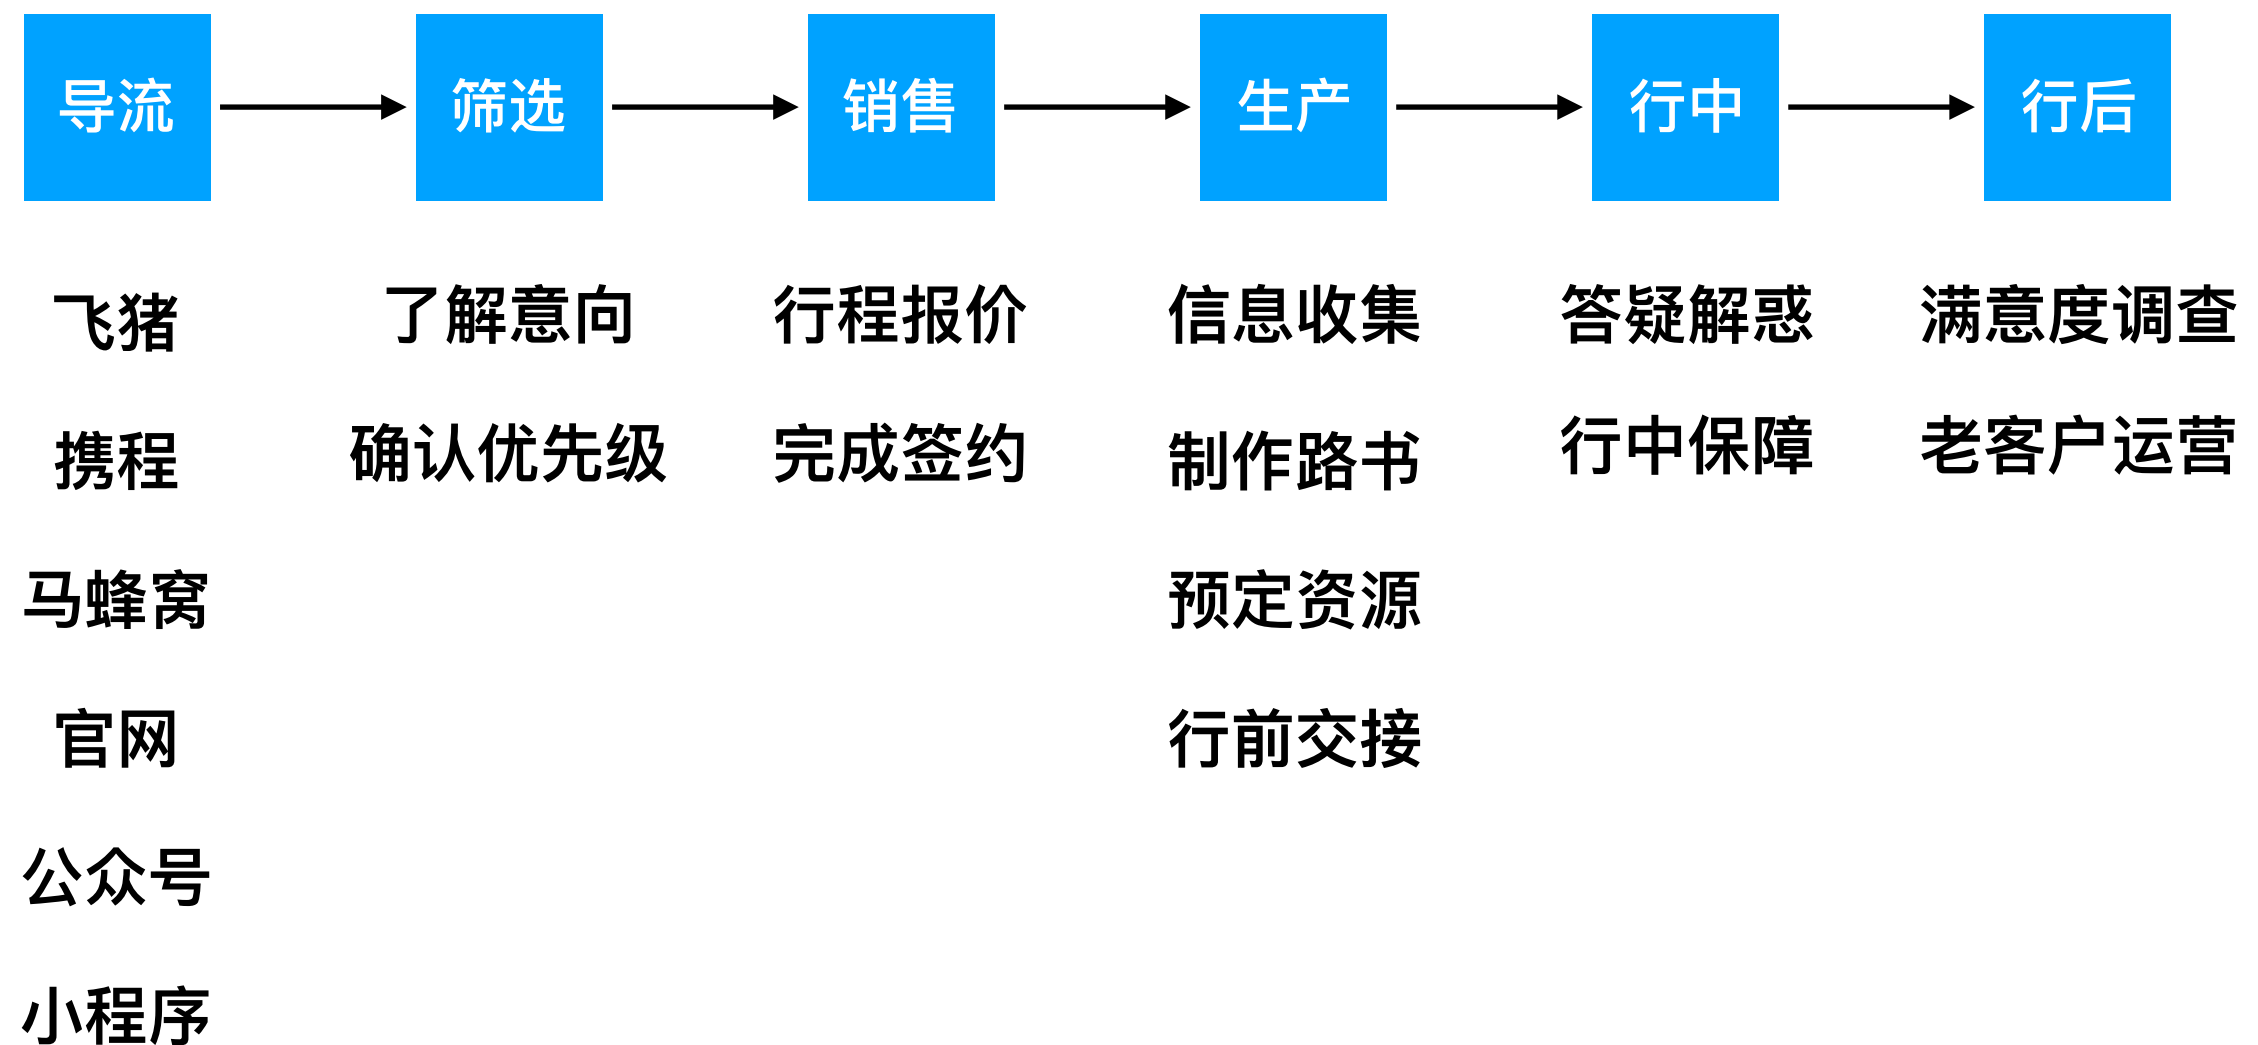 导流
筛选
销售
生产
行中
行后
飞猪
携程
马蜂窝
官网
公众号
小程序
了解意向
确认优先级
行程报价
完成签约
信息收集
制作路书
预定资源
行前交接
答疑解惑
行中保障
满意度调查
老客户运营